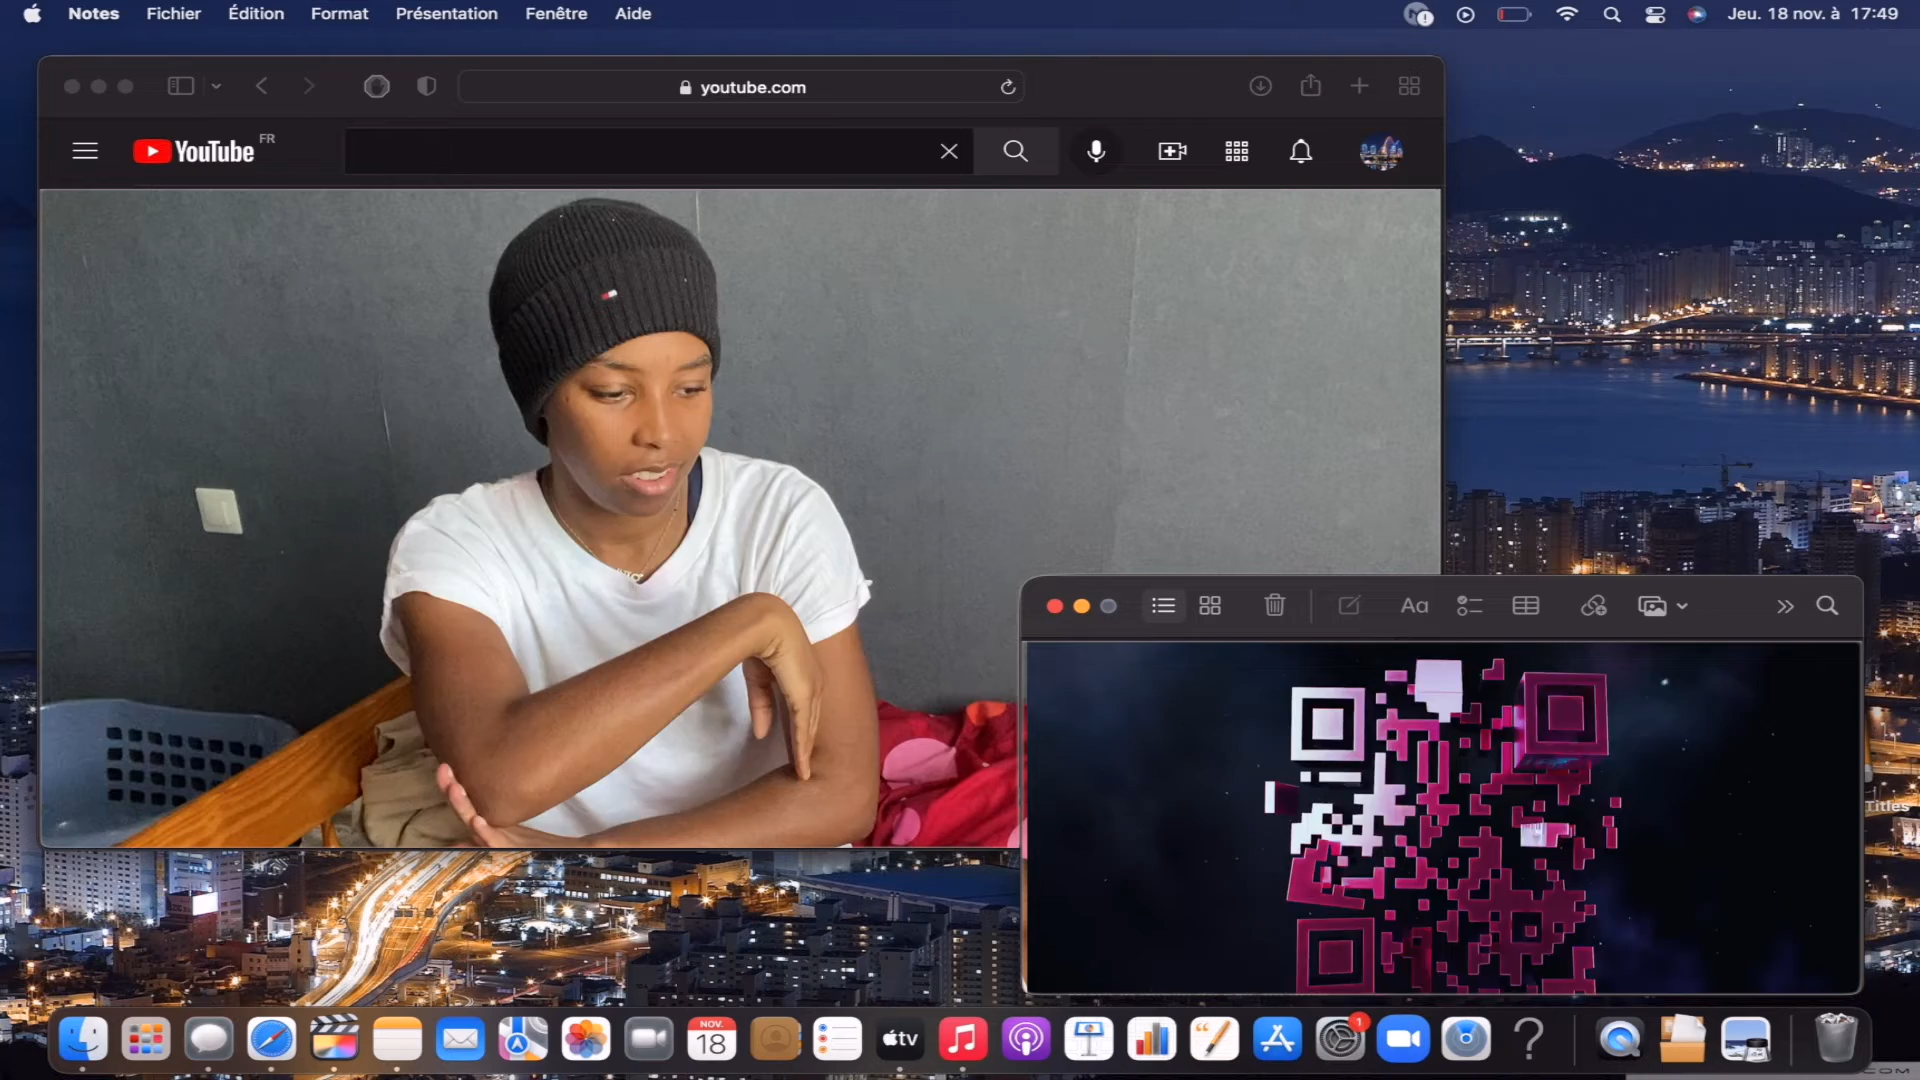 Notes Fichier Édition Format Présentation Fenêtre Aide Jeu. 18 nov. à 17:49
youtube.com
YouTube FR
Aa
Titles
NOV.
18
tv
1
?